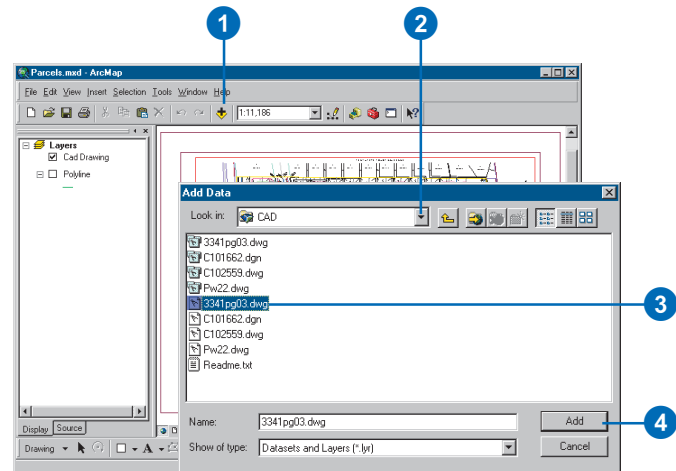 1
2
Parcels.mxd - ArcMap
File Edit View Insert Selection Tools Window Help
1:11,186
Layers
Cad Drawing
Polyline
Add Data
Look in: CAD
3341pg03.dwg
C101662.dgn
C102559.dwg
Pw22.dwg
3341pg03.dwg
3
C101662.dgn
C102559.dwg
Pw22.dwg
Readme.txt
Name: 3341pg03.dwg Add
4
Show of type: Datasets and Layers (*.lyr) Cancel
Display Source
Drawing A